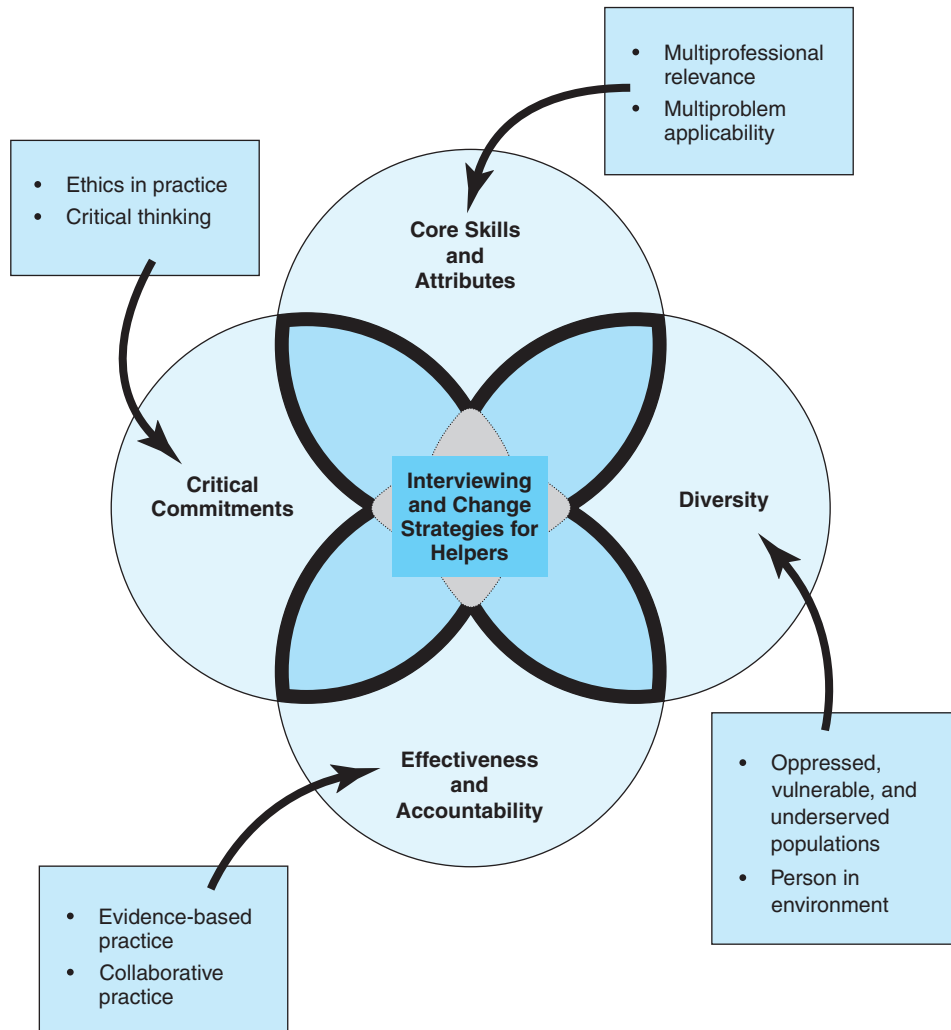 • Multiprofessional
relevance
• Multiproblem
applicability
• Ethics in practice
• Critical thinking
Core Skills
and
Attributes
Critical
Commitments
Interviewing
and Change
Strategies for
Helpers
Diversity
Effectiveness
and
Accountability
• Oppressed,
vulnerable, and
underserved
populations
• Person in
environment
• Evidence-based
practice
• Collaborative
practice